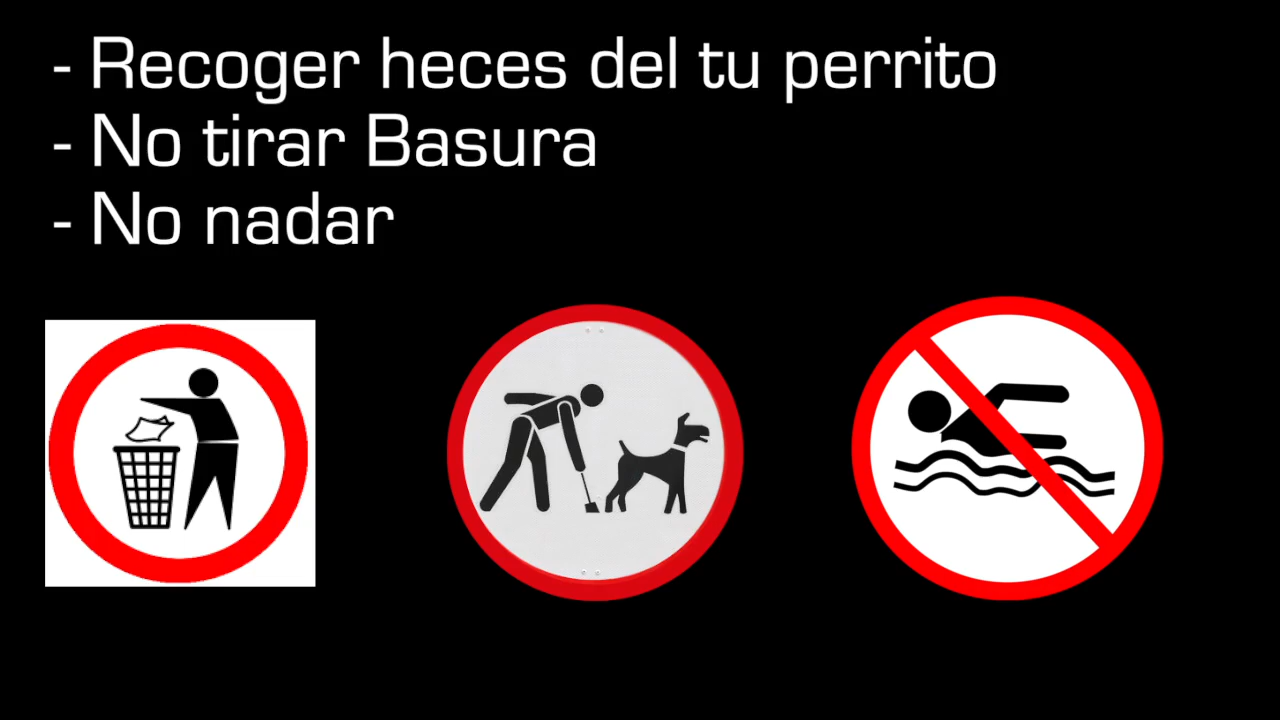 - Recoger heces del tu perrito
- No tirar Basura
- No nadar